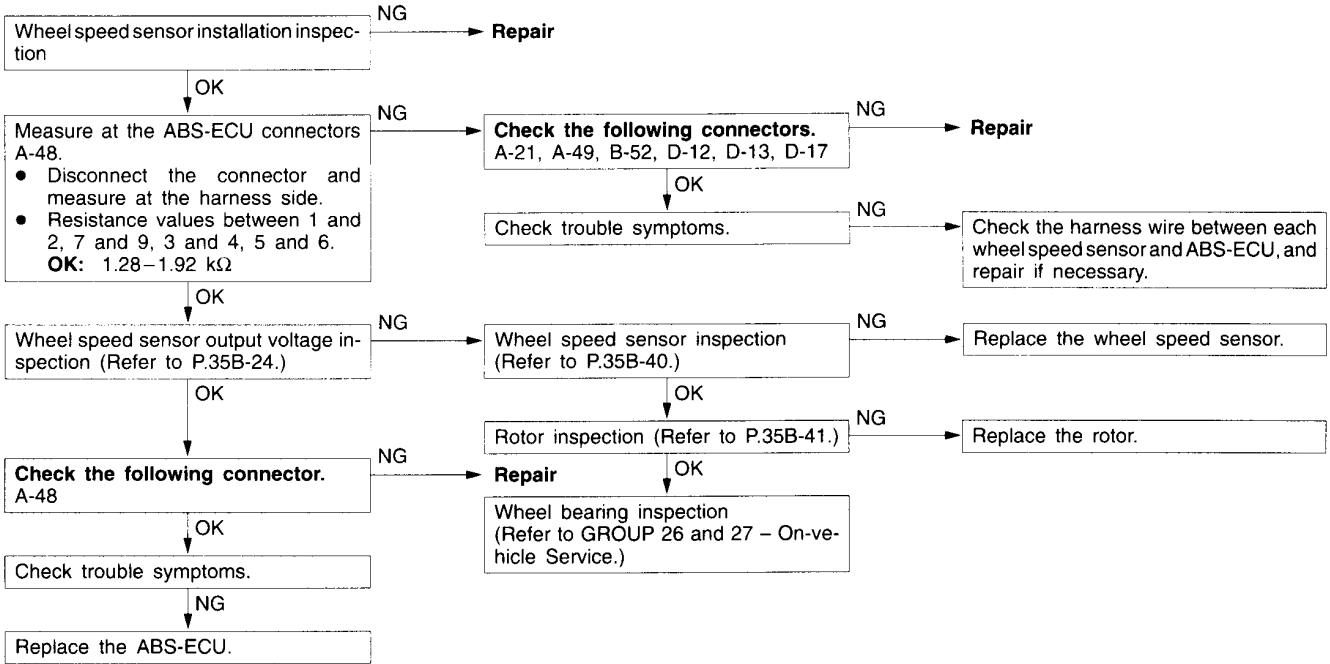 Wheel speed sensor installation inspec-
tion
NG
Repair
OK
Measure at the ABS-ECU connectors
A-48.
● Disconnect the connector and
measure at the harness side.
● Resistance values between 1 and
2, 7 and 9, 3 and 4, 5 and 6.
OK: 1.28–1.92 kΩ
NG
Check the following connectors.
A-21, A-49, B-52, D-12, D-13, D-17
NG
Repair
OK
Check trouble symptoms.
NG
Check the harness wire between each
wheel speed sensor and ABS-ECU, and
repair if necessary.
OK
Wheel speed sensor output voltage in-
spection (Refer to P.35B-24.)
NG
Wheel speed sensor inspection
(Refer to P.35B-40.)
NG
Replace the wheel speed sensor.
OK
OK
Rotor inspection (Refer to P.35B-41.)
NG
Replace the rotor.
Check the following connector.
A-48
NG
Repair
OK
Wheel bearing inspection
(Refer to GROUP 26 and 27 – On-ve-
hicle Service.)
OK
Check trouble symptoms.
NG
Replace the ABS-ECU.